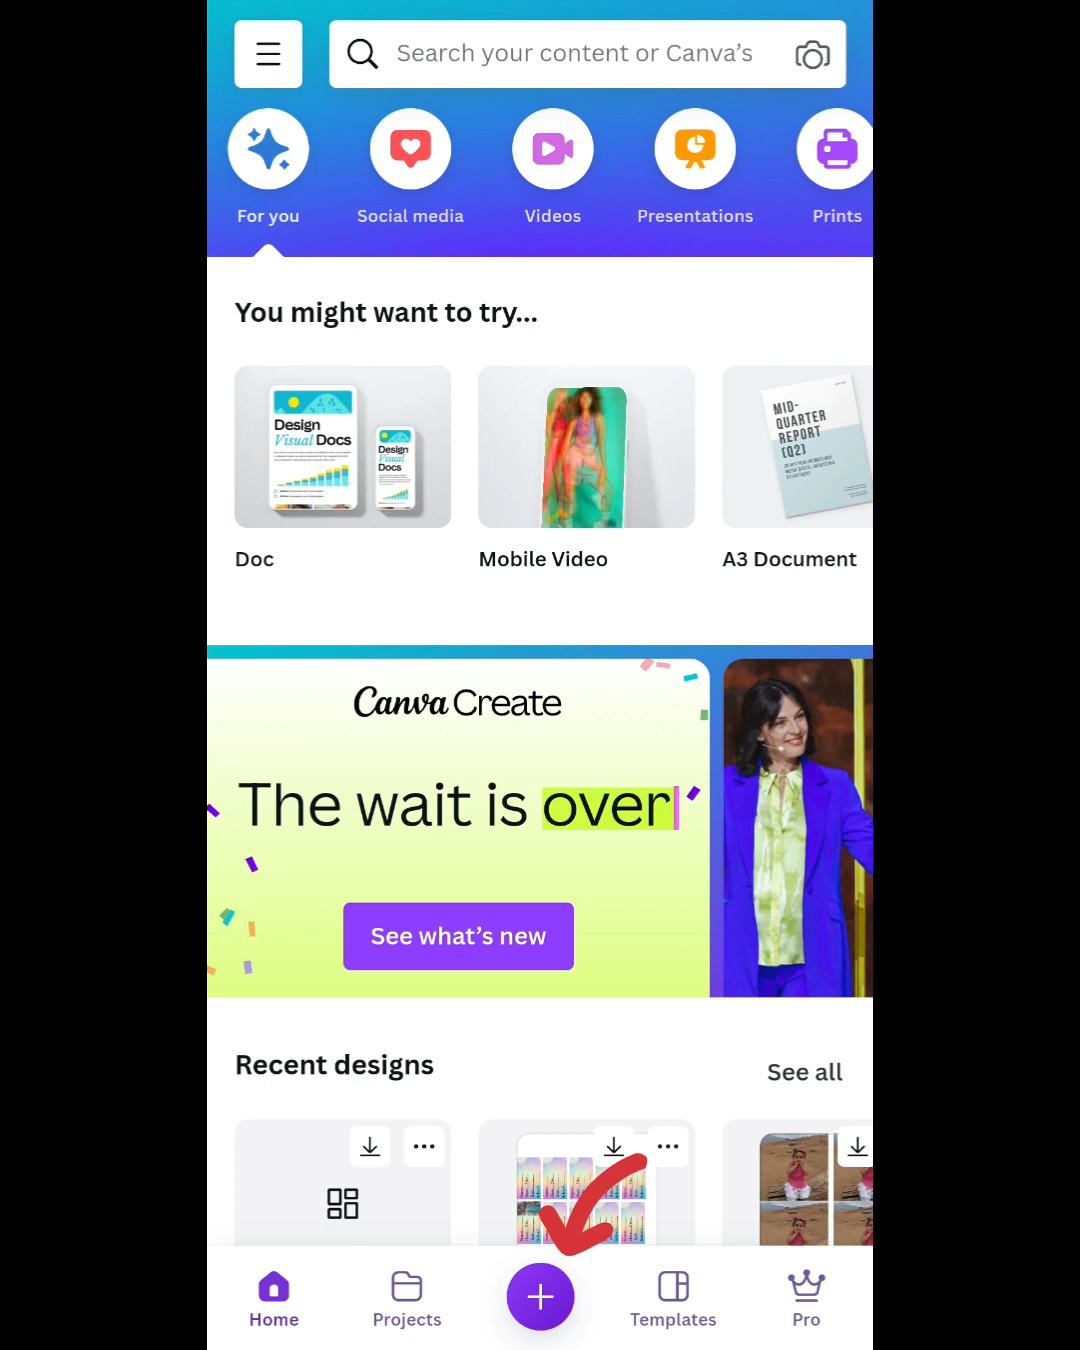 Search your content or Canva's
For you
Social media
Videos
Presentations
Prints
You might want to try...
Design
Visual Docs
Design
Visual
Docs
MID-
QUARTER
REPORT
(Q2)
Doc
Mobile Video
A3 Document
Canva Create
The wait is over
See what's new
Recent designs
See all
Home
Projects
Templates
Pro